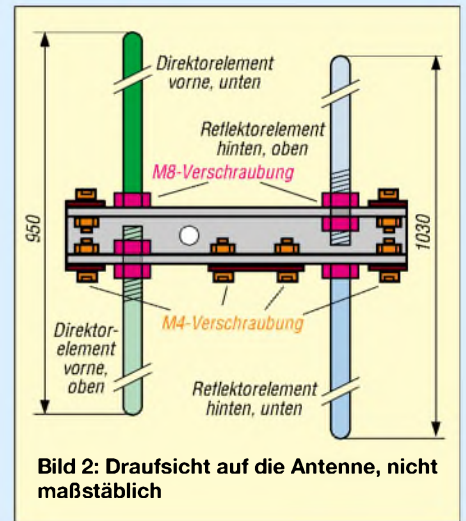 Direktorelement
vorne, unten
Reflektorelement
hinten, oben
M8-Verschraubung
950
1030
M4-Verschraubung
Direktor-
element
vorne,
oben
Reflektorelement
hinten, unten
Bild 2: Draufsicht auf die Antenne, nicht
maßstäblich